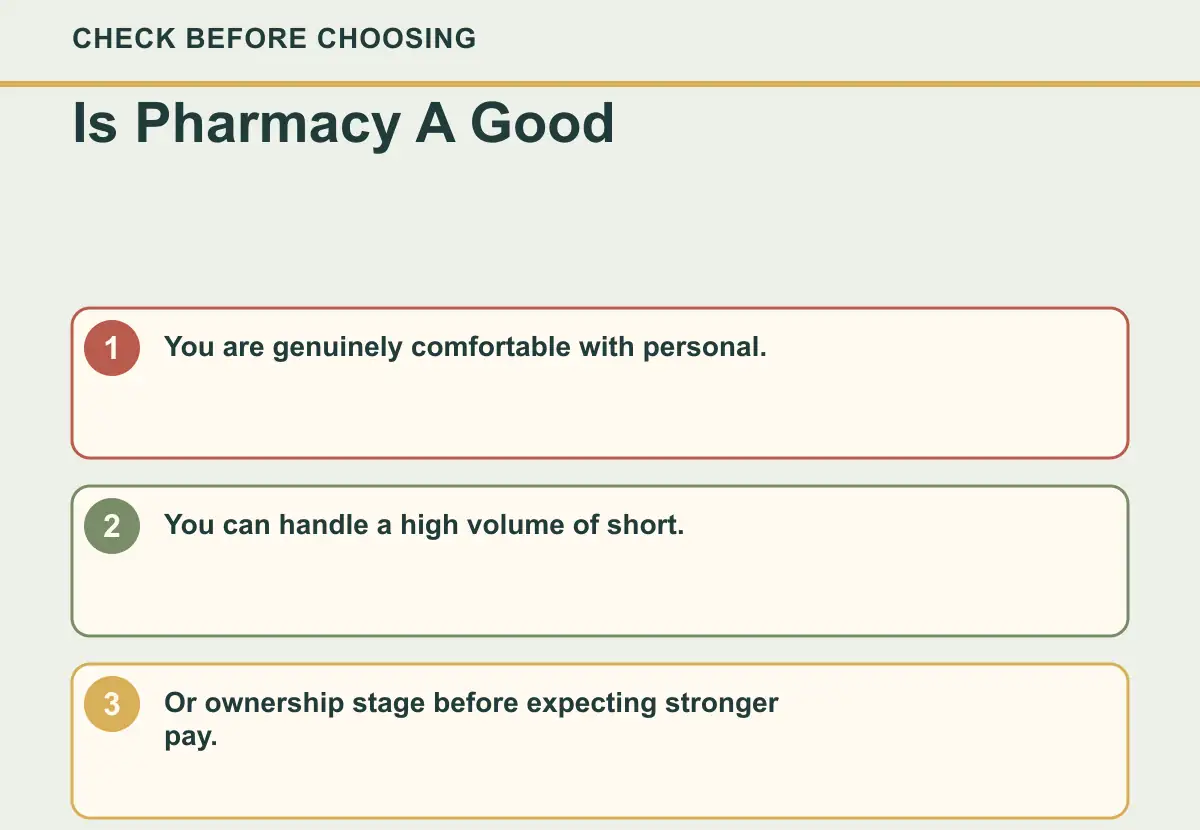 CHECK BEFORE CHOOSING
Is Pharmacy A Good
1
You are genuinely comfortable with personal.
2
You can handle a high volume of short.
3
Or ownership stage before expecting stronger
pay.